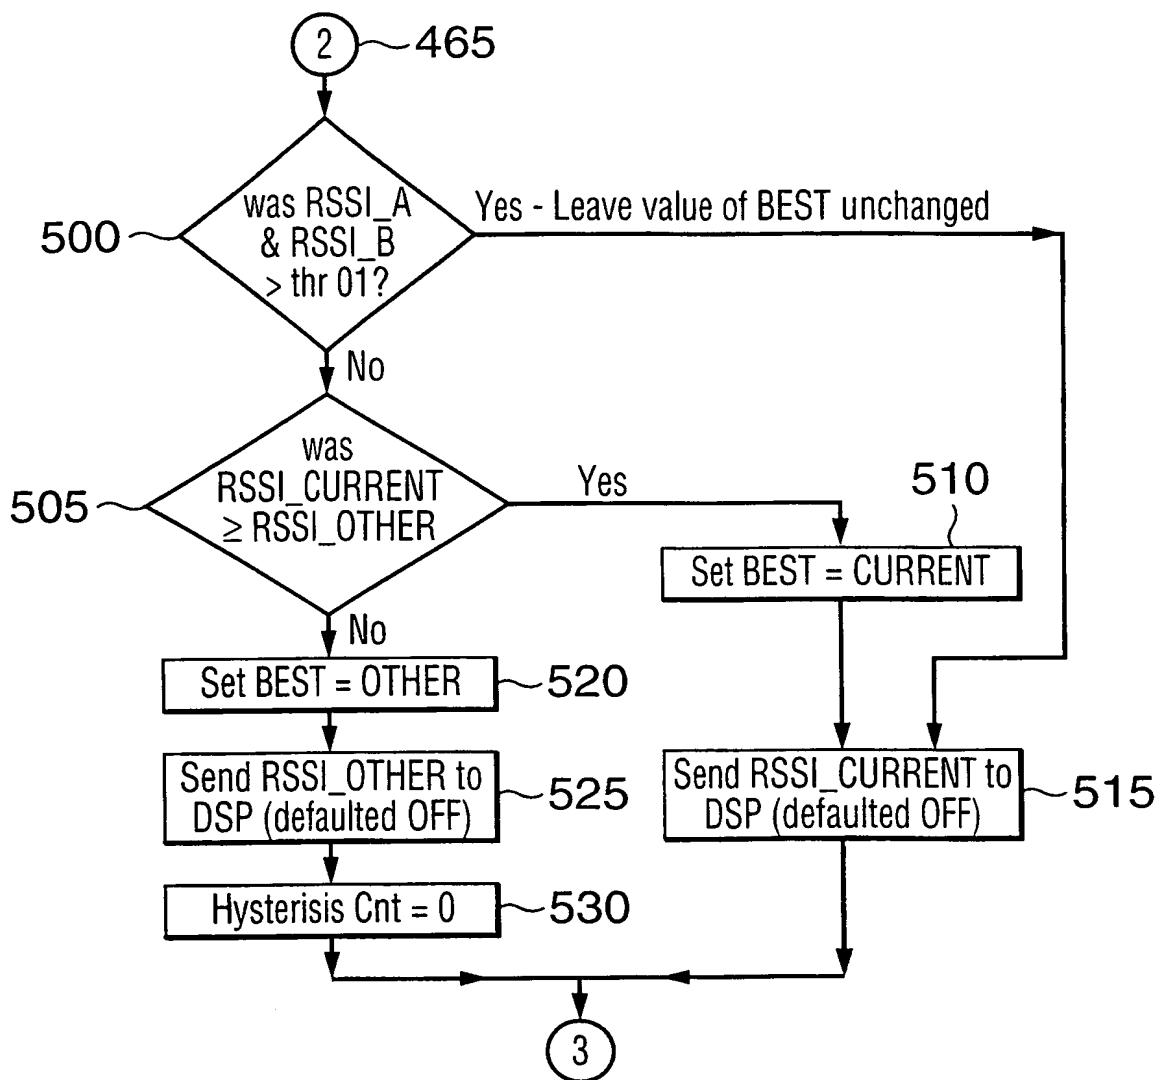 2
465
was RSSI_A
& RSSI_B
> thr 01?
500
Yes - Leave value of BEST unchanged
No
was
RSSI_CURRENT
≥ RSSI_OTHER
505
Yes
510
Set BEST = CURRENT
No
Set BEST = OTHER
520
Send RSSI_OTHER to
DSP (defaulted OFF)
525
Send RSSI_CURRENT to
DSP (defaulted OFF)
515
Hysterisis Cnt = 0
530
3